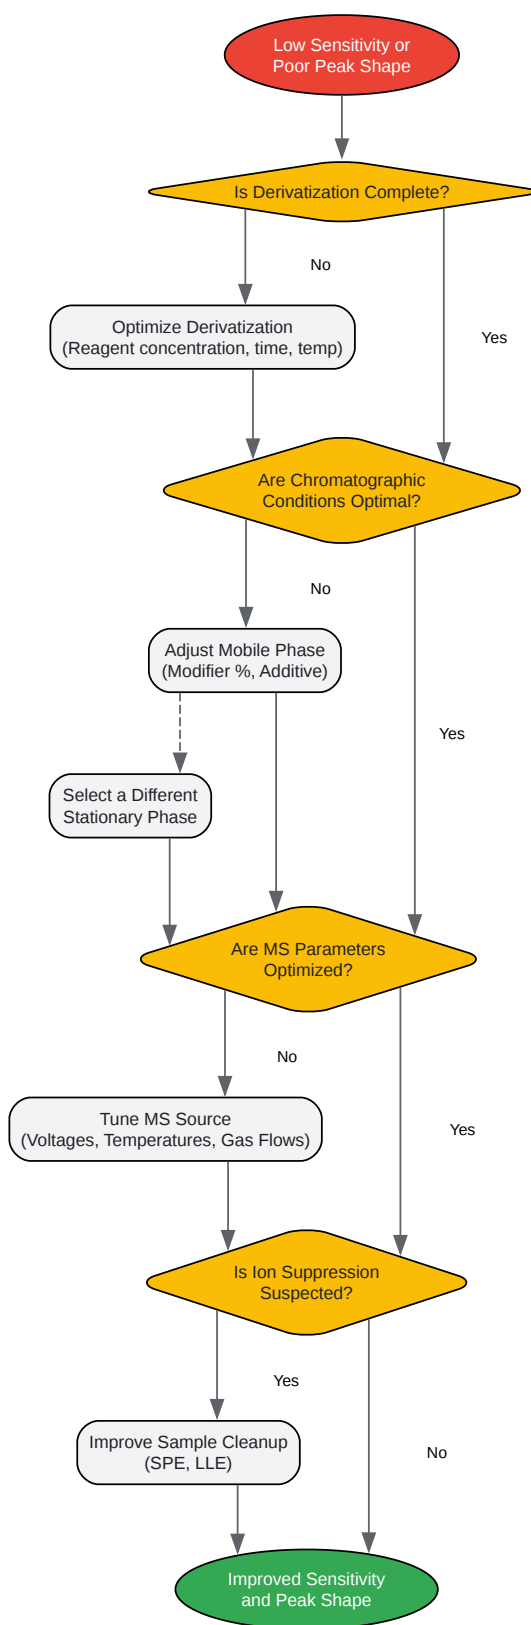 Low Sensitivity or
Poor Peak Shape
Is Derivatization Complete?
No
Optimize Derivatization
(Reagent concentration, time, temp)
Yes
Are Chromatographic
Conditions Optimal?
No
Adjust Mobile Phase
(Modifier %, Additive)
Yes
Select a Different
Stationary Phase
Are MS Parameters
Optimized?
No
Tune MS Source
(Voltages, Temperatures, Gas Flows)
Yes
Is Ion Suppression
Suspected?
Yes
Improve Sample Cleanup
(SPE, LLE)
No
Improved Sensitivity
and Peak Shape